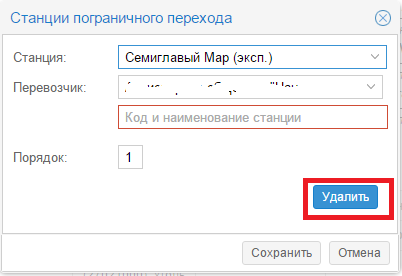 Станции пограничного перехода
Станция: Семиглавый Мар (эксп.)
Перевозчик:
Код и наименование станции
Порядок: 1
Удалить
Сохранить Отмена